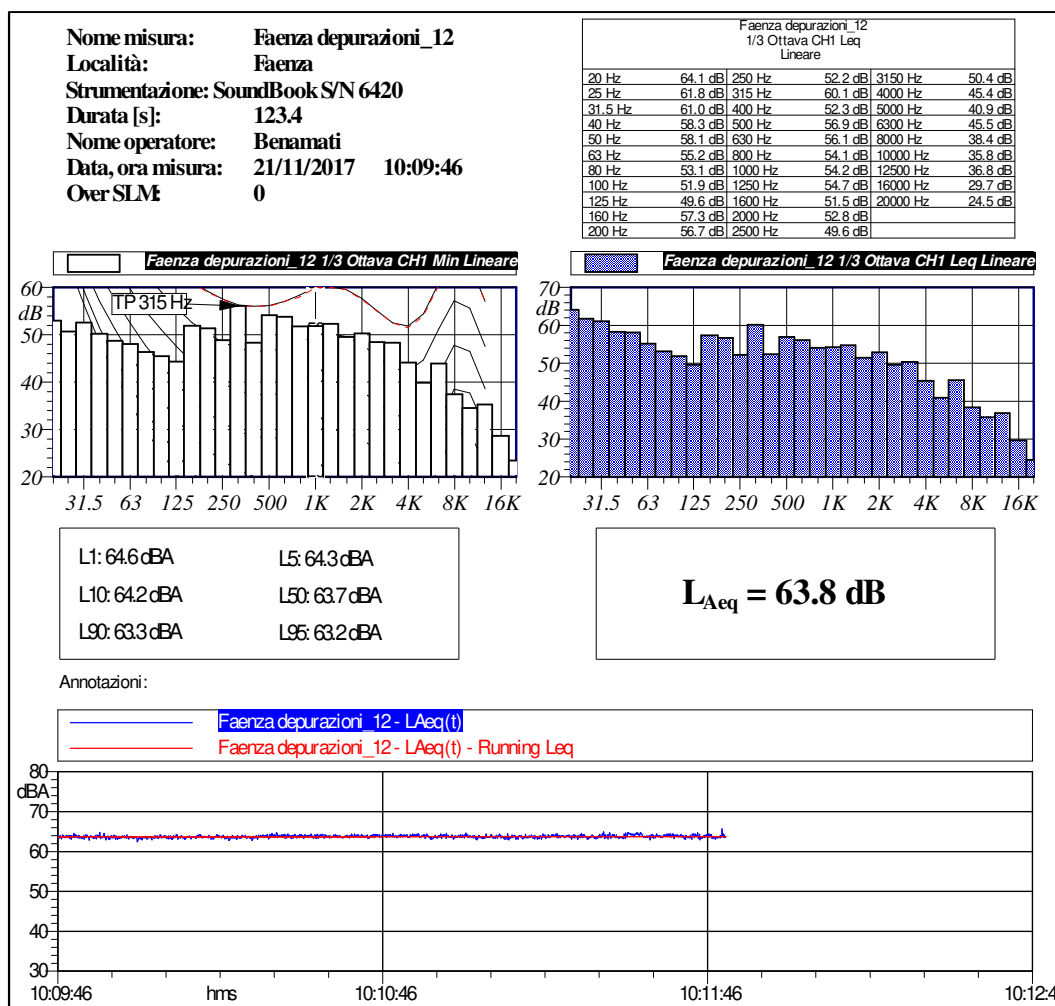 Nome misura: Faenza depurazioni_12
Località: Faenza
Strumentazione: SoundBook S/N 6420
Durata [s]: 123.4
Nome operatore: Benamati
Data, ora misura: 21/11/2017 10:09:46
Over SLM: 0
Faenza depurazioni_12
1/3 Ottava CH1 Leq
Lineare
20 Hz 64.1 dB 250 Hz 52.2 dB 3150 Hz 50.4 dB
25 Hz 61.8 dB 315 Hz 60.1 dB 4000 Hz 45.4 dB
31.5 Hz 61.0 dB 400 Hz 52.3 dB 5000 Hz 40.9 dB
40 Hz 58.3 dB 500 Hz 56.9 dB 6300 Hz 45.5 dB
50 Hz 58.1 dB 630 Hz 56.1 dB 8000 Hz 38.4 dB
63 Hz 55.2 dB 800 Hz 54.1 dB 10000 Hz 35.8 dB
80 Hz 53.1 dB 1000 Hz 54.2 dB 12500 Hz 36.8 dB
100 Hz 51.9 dB 1250 Hz 54.7 dB 16000 Hz 29.7 dB
125 Hz 49.6 dB 1600 Hz 51.5 dB 20000 Hz 24.5 dB
160 Hz 57.3 dB 2000 Hz 52.8 dB
200 Hz 56.7 dB 2500 Hz 49.6 dB
Faenza depurazioni_12 1/3 Ottava CH1 Min Lineare
60
dB
50
40
30
20
TP 315 Hz
31.5 63 125 250 500 1K 2K 4K 8K 16K
Faenza depurazioni_12 1/3 Ottava CH1 Leq Lineare
70
dB
60
50
40
30
20
31.5 63 125 250 500 1K 2K 4K 8K 16K
L1: 64.6 dBA L5: 64.3 dBA
L10: 64.2 dBA L50: 63.7 dBA
L90: 63.3 dBA L95: 63.2 dBA
LAeq = 63.8 dB
Annotazioni:
Faenza depurazioni_12 - LAeq(t)
Faenza depurazioni_12 - LAeq(t) - Running Leq
80
dBA
70
60
50
40
30
10:09:46 hms 10:10:46 10:11:46 10:12:4